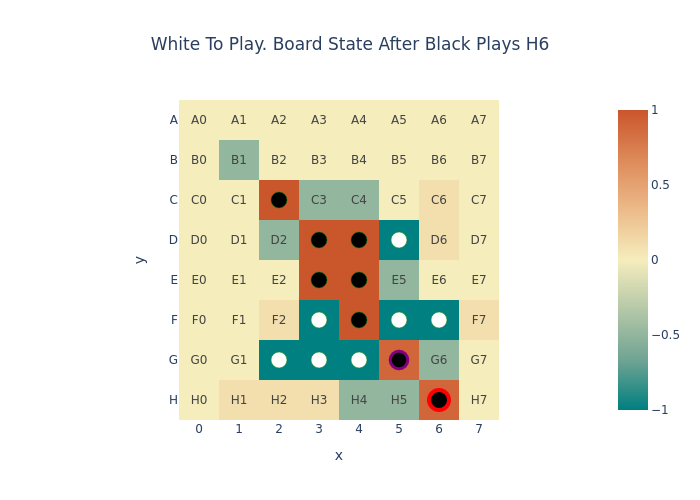 White To Play. Board State After Black Plays H6
A A0 A1 A2 A3 A4 A5 A6 A7
B B0 B1 B2 B3 B4 B5 B6 B7
C C0 C1 C3 C4 C5 C6 C7
D D0 D1 D2 D6 D7
E E0 E1 E2 E5 E6 E7
F F0 F1 F2 F7
G G0 G1 G6 G7
H H0 H1 H2 H3 H4 H5 H7
0 1 2 3 4 5 6 7
x
y
1
0.5
0
−0.5
−1